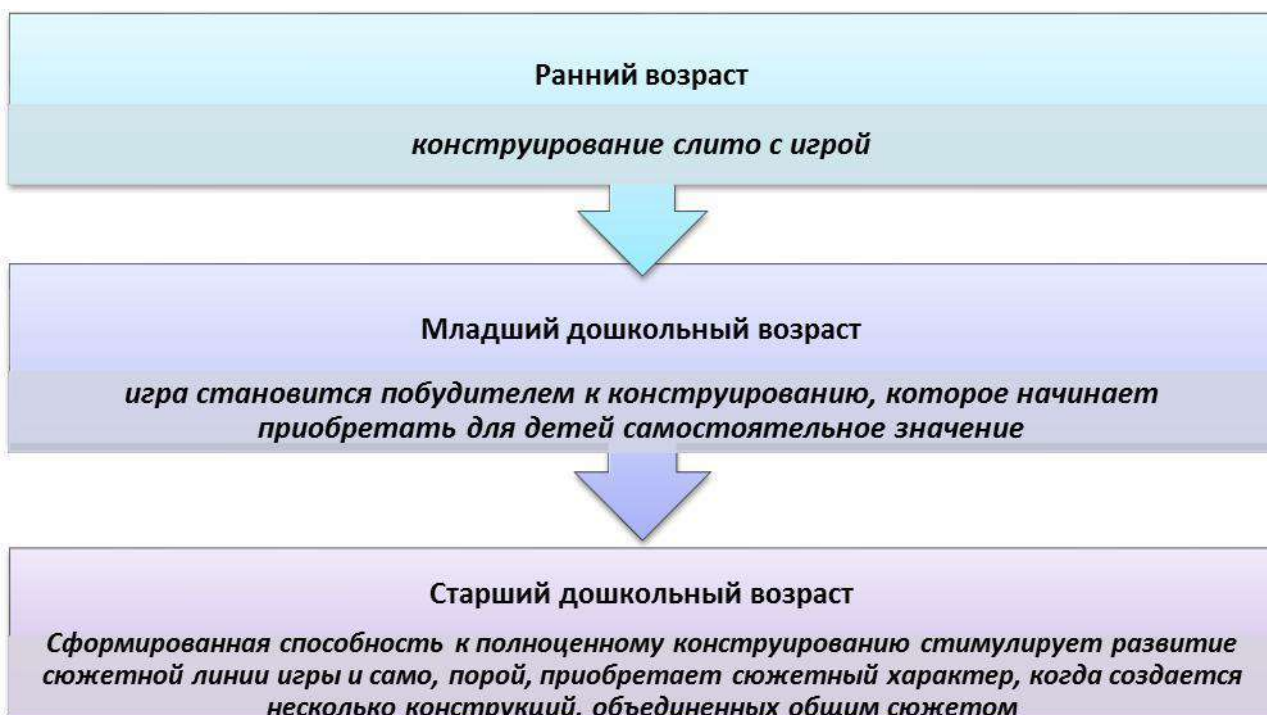 Ранний возраст
конструирование слито с игрой
Младший дошкольный возраст
игра становится побудителем к конструированию, которое начинает
приобретать для детей самостоятельное значение
Старший дошкольный возраст
Сформированная способность к полноценному конструированию стимулирует развитие
сюжетной линии игры и само, порой, приобретает сюжетный характер, когда создается
несколько конструкций, объединенных общим сюжетом